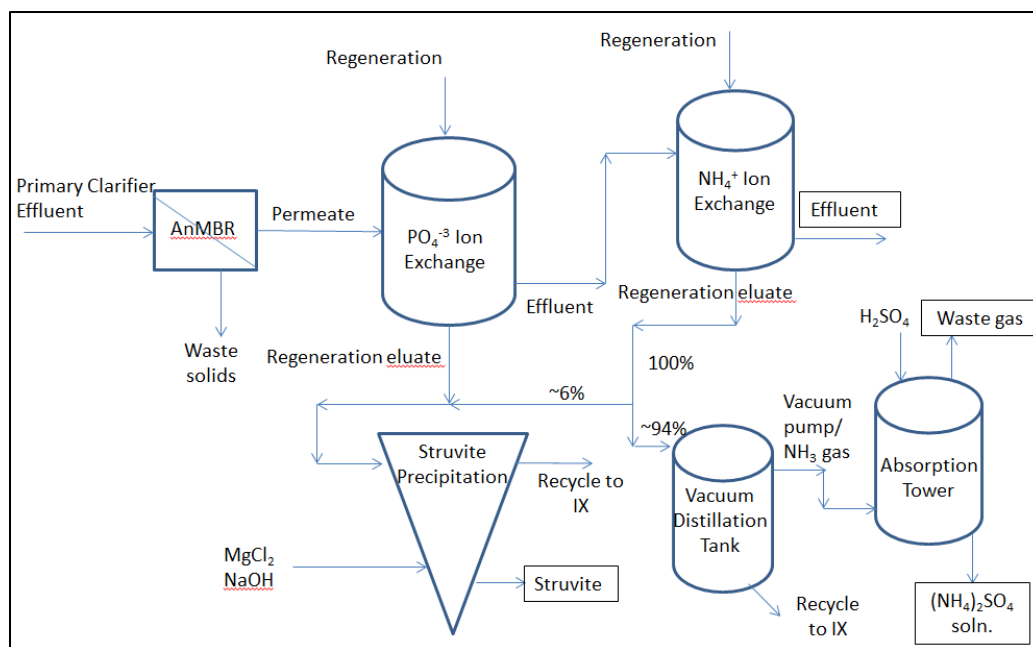 Regeneration
Regeneration
Primary Clarifier
Effluent
AnMBR
Permeate
PO₄⁻³ Ion
Exchange
NH₄⁺ Ion
Exchange
Effluent
Effluent
Waste
solids
Regeneration eluate
Regeneration eluate
100%
~6%
~94%
H₂SO₄
Waste gas
Vacuum
pump/
NH₃ gas
Absorption
Tower
Struvite
Precipitation
Recycle to
IX
Vacuum
Distillation
Tank
MgCl₂
NaOH
Struvite
Recycle
to IX
(NH₄)₂SO₄
soln.